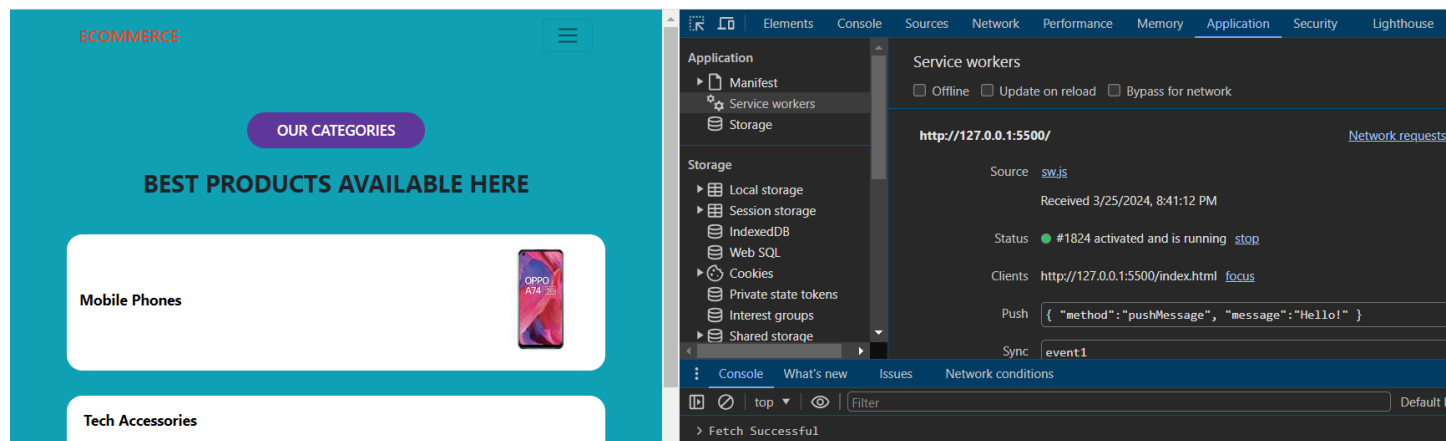 ECOMMERCE
OUR CATEGORIES
BEST PRODUCTS AVAILABLE HERE
Mobile Phones
OPPO
A74 5G
Tech Accessories
Elements Console Sources Network Performance Memory Application Security Lighthouse
Application
Manifest
Service workers
Storage
Storage
Local storage
Session storage
IndexedDB
Web SQL
Cookies
Private state tokens
Interest groups
Shared storage
Service workers
Offline Update on reload Bypass for network
http://127.0.0.1:5500/ Network requests
Source sw.js
Received 3/25/2024, 8:41:12 PM
Status #1824 activated and is running stop
Clients http://127.0.0.1:5500/index.html focus
Push { "method":"pushMessage", "message":"Hello!" }
Sync event1
Console What's new Issues Network conditions
top Filter Default
> Fetch Successful